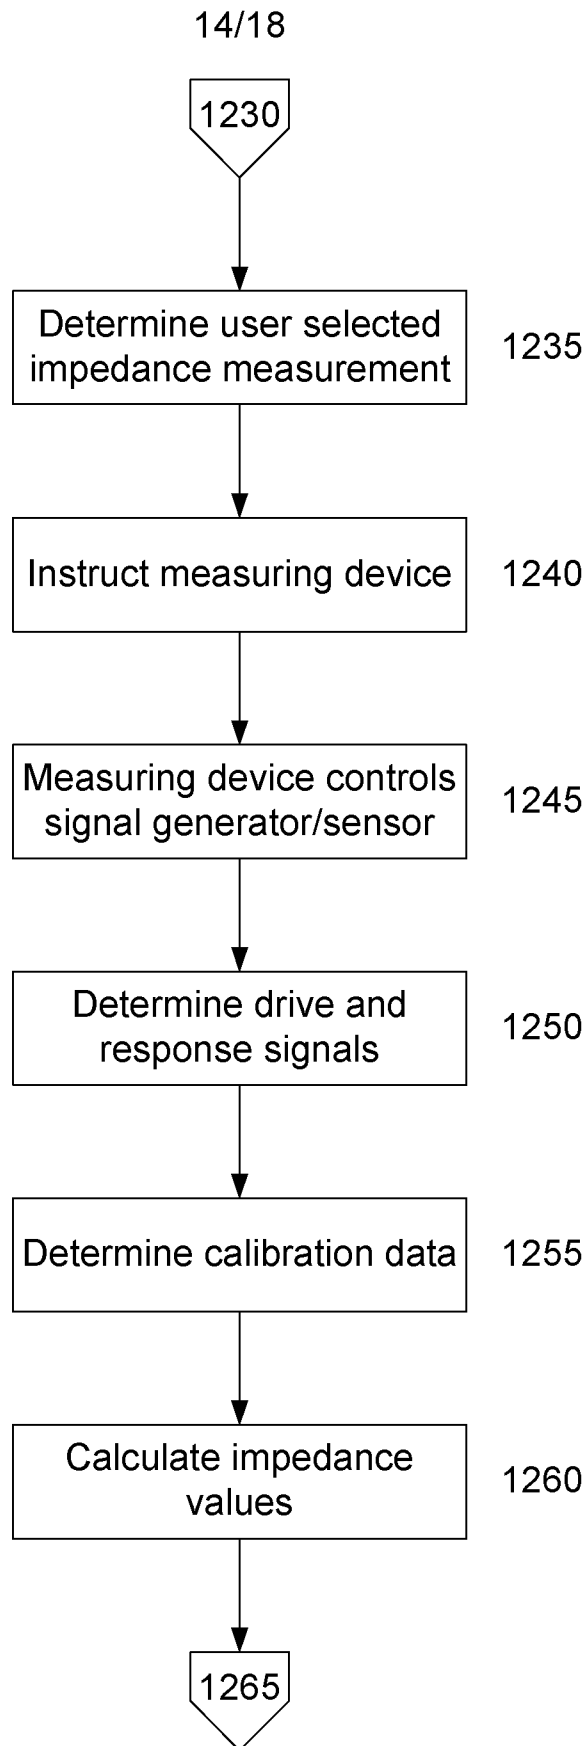 14/18
1230
Determine user selected
impedance measurement
1235
Instruct measuring device
1240
Measuring device controls
signal generator/sensor
1245
Determine drive and
response signals
1250
Determine calibration data
1255
Calculate impedance
values
1260
1265